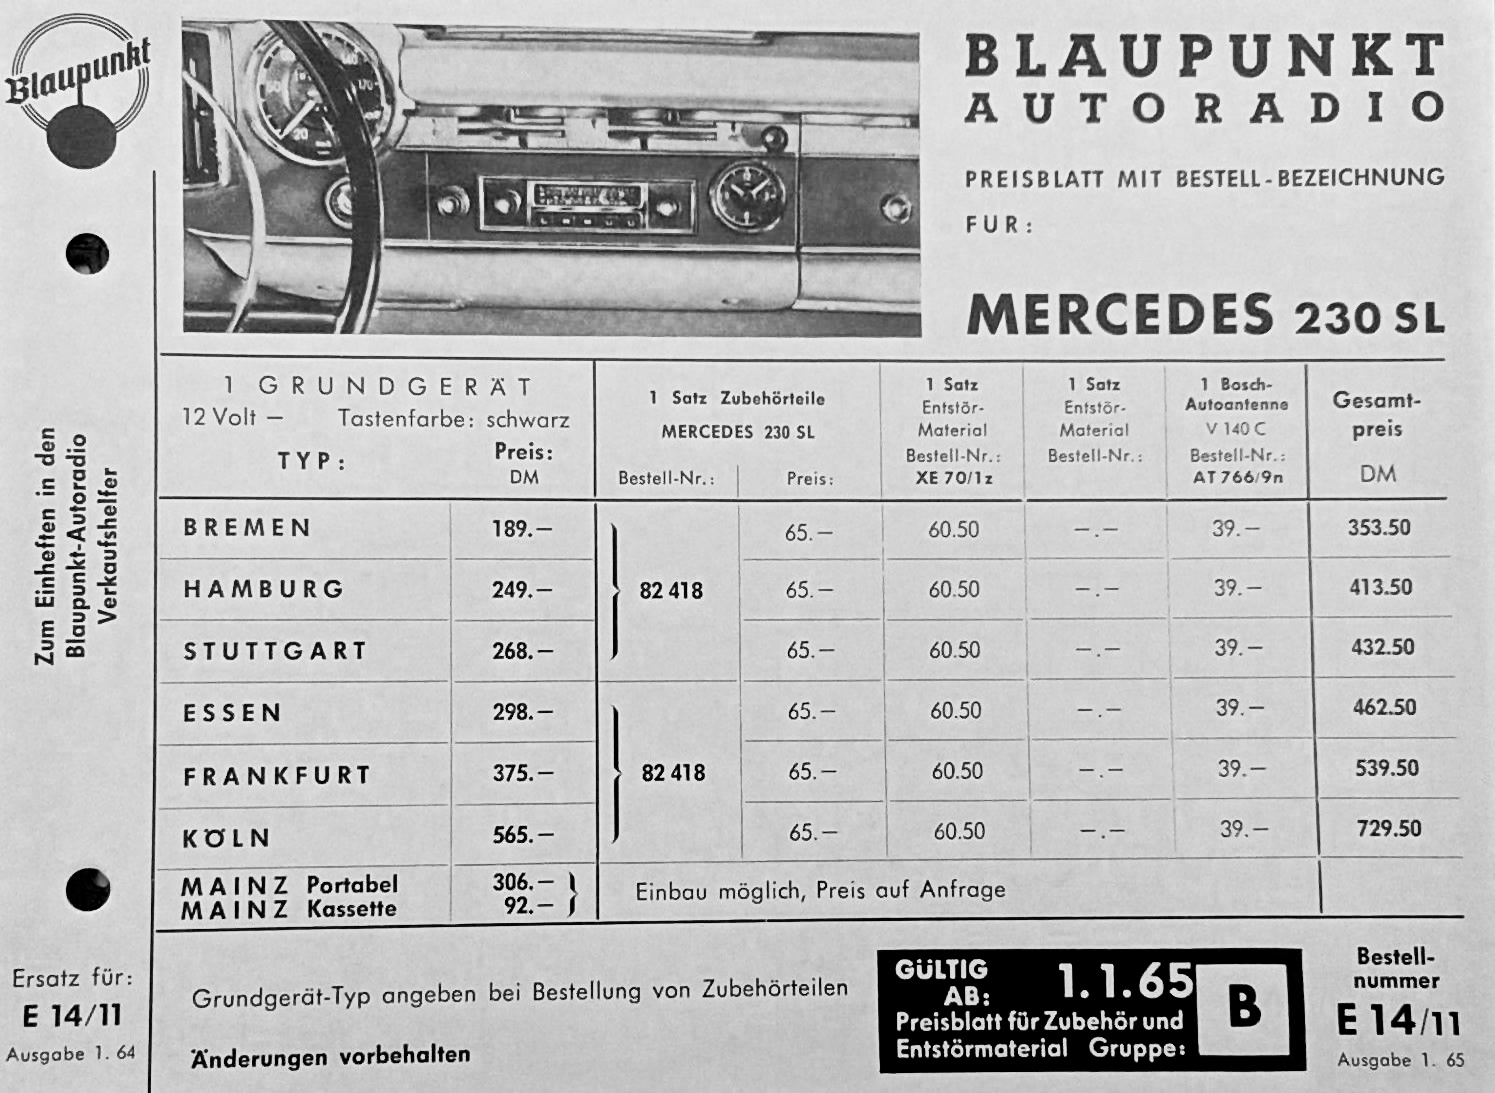 Blaupunkt
BLAUPUNKT
AUTORADIO
PREISBLATT MIT BESTELL-BEZEICHNUNG
FUR:
MERCEDES 230 SL
1 GRUNDGERÄT
12 Volt — Tastenfarbe: schwarz
TYP:
Preis:
DM
1 Satz Zubehörteile
MERCEDES 230 SL
Bestell-Nr.: Preis:
1 Satz
Entstör-
Material
Bestell-Nr.:
XE 70/1z
1 Satz
Entstör-
Material
Bestell-Nr.:
1 Bosch-
Autoantenne
V 140 C
Bestell-Nr.:
AT 766/9n
Gesamt-
preis
DM
BREMEN 189.— 65.— 60.50 —.— 39.— 353.50
HAMBURG 249.— 82 418 65.— 60.50 —.— 39.— 413.50
STUTTGART 268.— 65.— 60.50 —.— 39.— 432.50
ESSEN 298.— 65.— 60.50 —.— 39.— 462.50
FRANKFURT 375.— 82 418 65.— 60.50 —.— 39.— 539.50
KÖLN 565.— 65.— 60.50 —.— 39.— 729.50
MAINZ Portabel 306.—
MAINZ Kassette 92.—
Einbau möglich, Preis auf Anfrage
Grundgerät-Typ angeben bei Bestellung von Zubehörteilen
Änderungen vorbehalten
GÜLTIG
AB: 1.1.65
Preisblatt für Zubehör und
Entstörmaterial Gruppe:
B
Bestell-
nummer
E 14/11
Ausgabe 1. 65
Zum Einheften in den
Blaupunkt-Autoradio
Verkaufshelfer
Ersatz für:
E 14/11
Ausgabe 1. 64